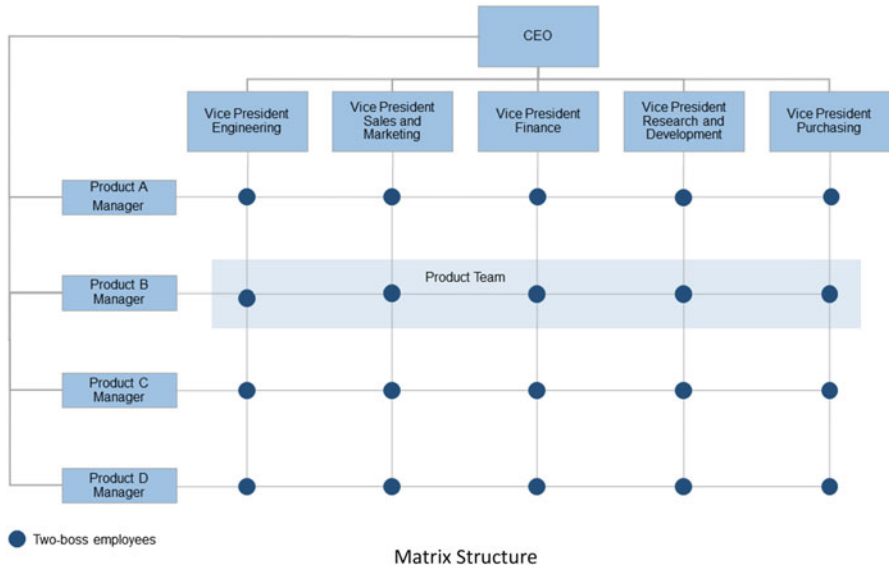 CEO
Vice President
Engineering
Vice President
Sales and
Marketing
Vice President
Finance
Vice President
Research and
Development
Vice President
Purchasing
Product A
Manager
Product B
Manager
Product Team
Product C
Manager
Product D
Manager
Two-boss employees
Matrix Structure